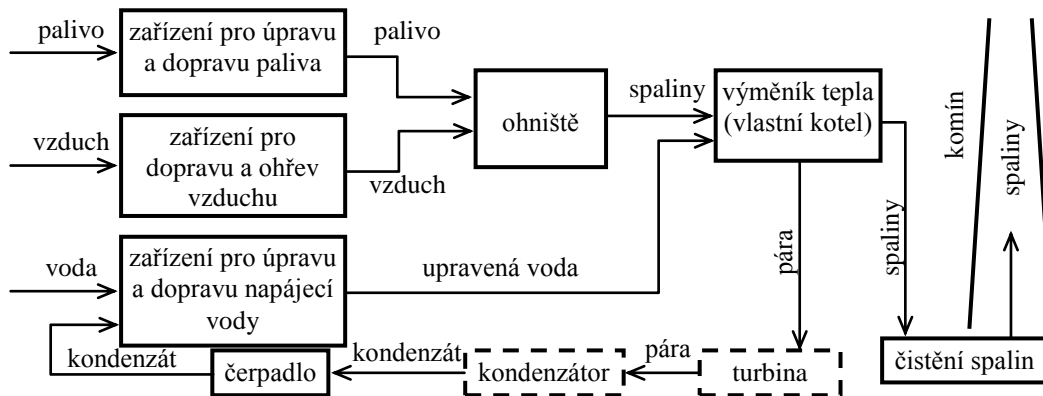 palivo
zařízení pro úpravu
a dopravu paliva
palivo
vzduch
zařízení pro
dopravu a ohřev
vzduchu
vzduch
ohniště
spaliny
výměník tepla
(vlastní kotel)
komín
spaliny
voda
zařízení pro úpravu
a dopravu napájecí
vody
upravená voda
pára
spaliny
kondenzát
čerpadlo
kondenzát
kondenzátor
pára
turbina
čistění spalin